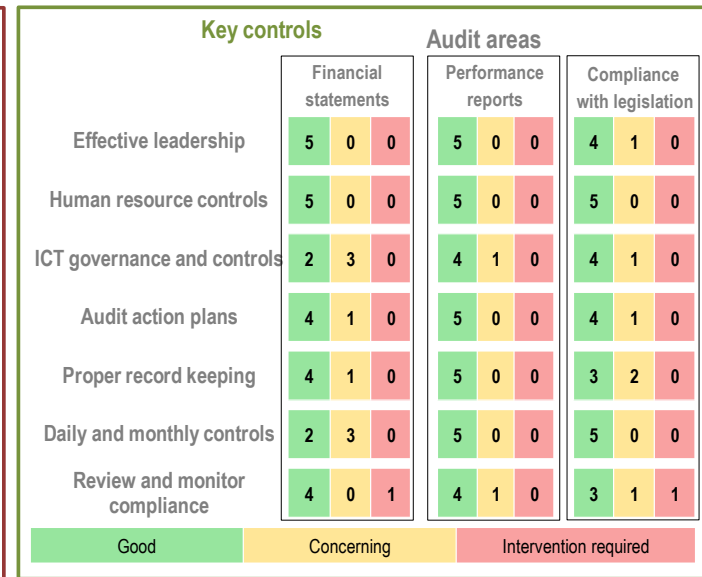 Key controls
Audit areas
Financial statements
Performance reports
Compliance with legislation
Effective leadership 5 0 0 5 0 0 4 1 0
Human resource controls 5 0 0 5 0 0 5 0 0
ICT governance and controls 2 3 0 4 1 0 4 1 0
Audit action plans 4 1 0 5 0 0 4 1 0
Proper record keeping 4 1 0 5 0 0 3 2 0
Daily and monthly controls 2 3 0 5 0 0 5 0 0
Review and monitor
compliance 4 0 1 4 1 0 3 1 1
Good Concerning Intervention required